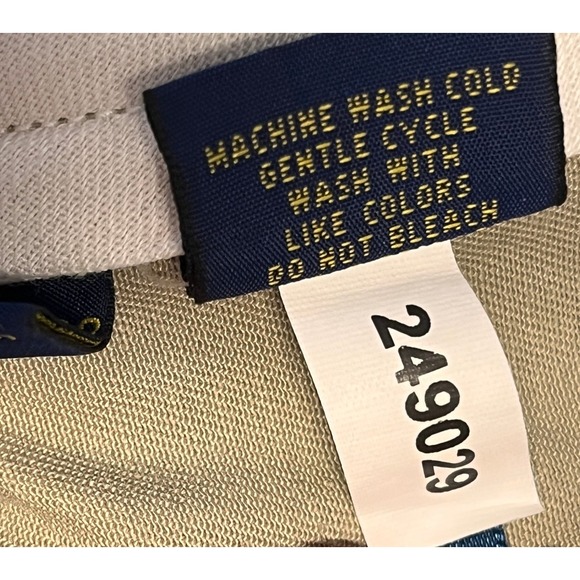 MACHINE WASH COLD
GENTLE CYCLE
WASH WITH
LIKE COLORS
DO NOT BLEACH
249029